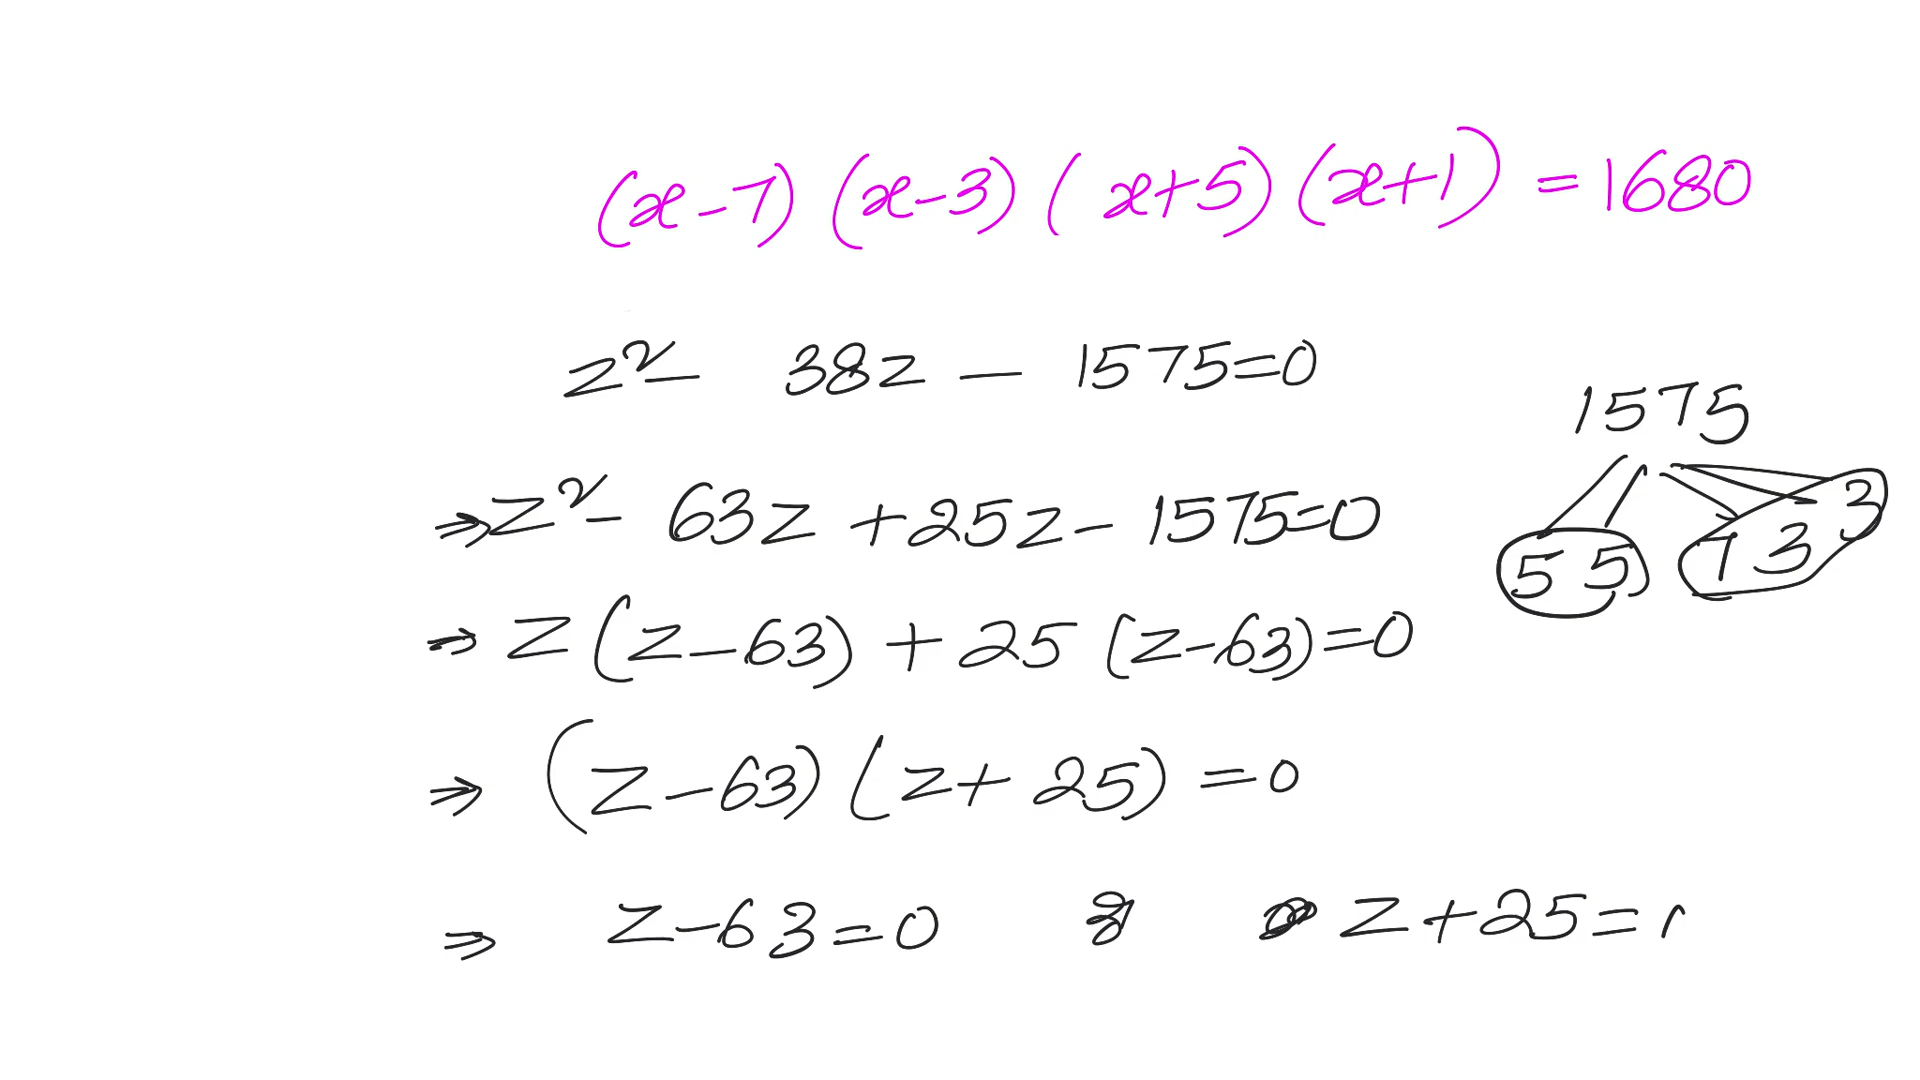 (x-7) (x-3) (x+5) (x+1) = 1680
z² - 38z - 1575=0
1575
⇒ z² - 63z + 25z - 1575=0
5 5 7 3 3
⇒ z (z-63) + 25 (z-63)=0
⇒ (z-63) (z+25) = 0
⇒ z-63=0 z+25=